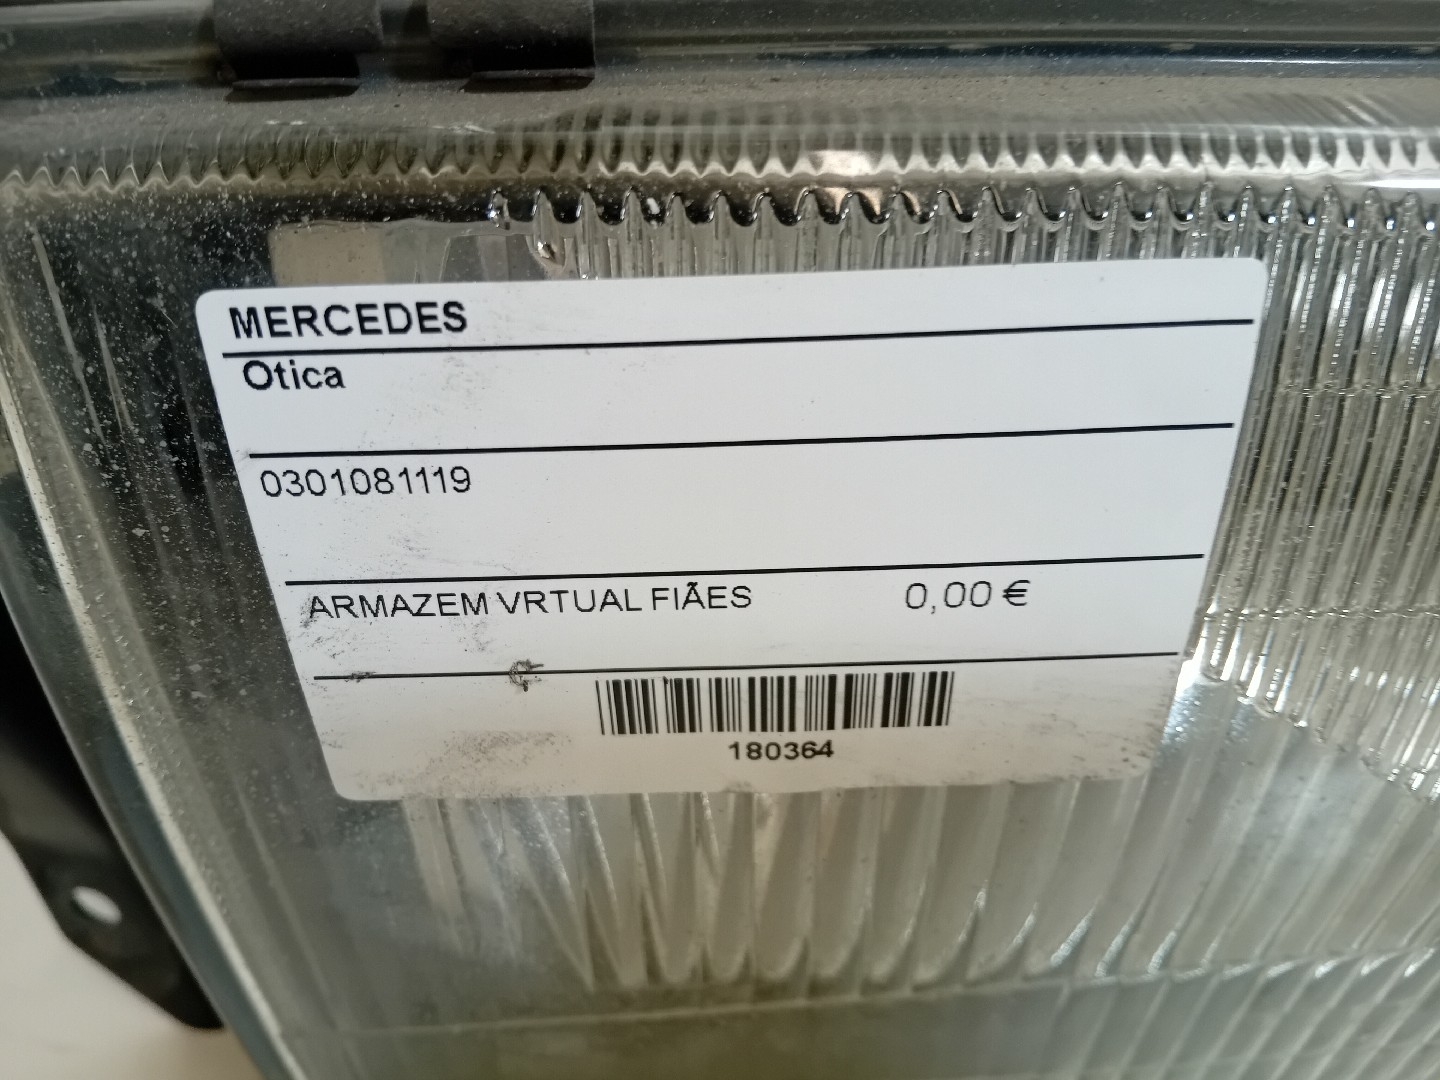 MERCEDES
Otica
0301081119
ARMAZEM VRTUAL FIÃES 0,00 €
180364